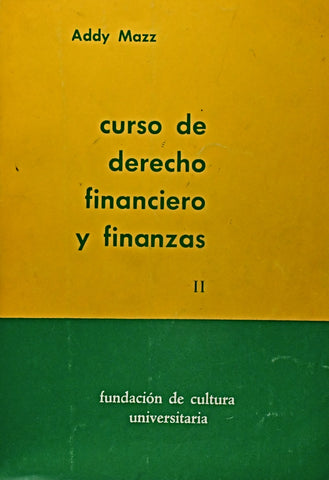 Addy Mazz
curso de
derecho
financiero
y finanzas
II
fundación de cultura
universitaria